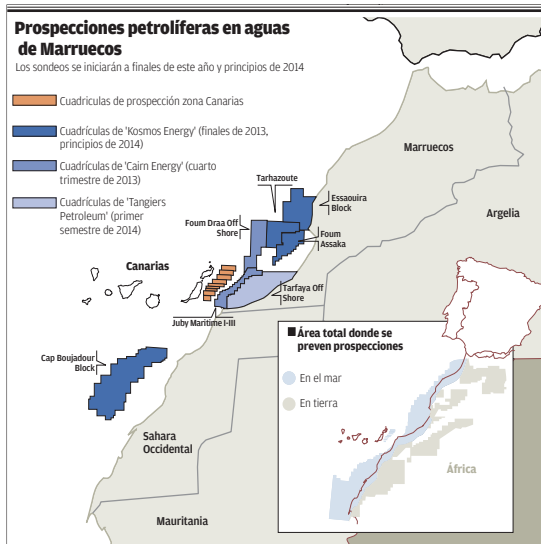 Prospecciones petrolíferas en aguas
de Marruecos
Los sondeos se iniciarán a finales de este año y principios de 2014
Cuadriculas de prospección zona Canarias
Cuadrículas de 'Kosmos Energy' (finales de 2013,
principios de 2014)
Cuadrículas de 'Cairn Energy' (cuarto
trimestre de 2013)
Cuadrículas de 'Tangiers
Petroleum' (primer
semestre de 2014)
Marruecos
Tarhazoute
Essaouira
Block
Argelia
Foum Draa Off
Shore
Foum
Assaka
Canarias
Tarfaya Off
Shore
Juby Maritime I-III
Cap Boujadour
Block
Sahara
Occidental
Mauritania
Área total donde se
preven prospecciones
En el mar
En tierra
África